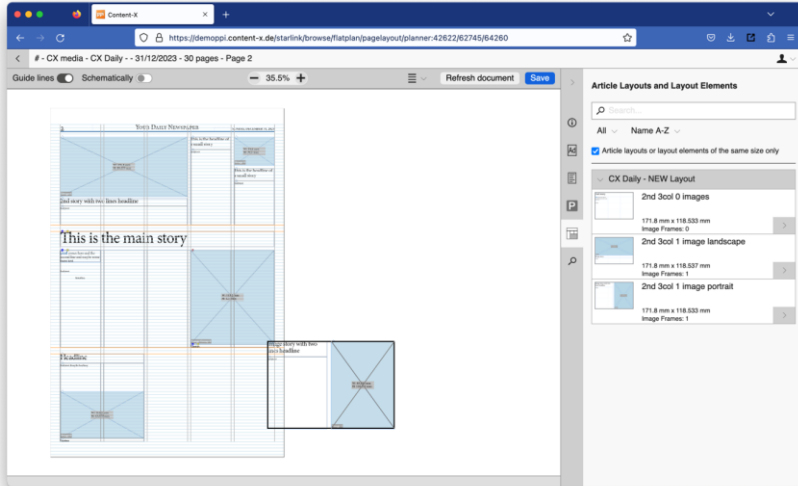 Content-X
https://demoppi.content-x.de/starlink/browse/flatplan/pagelayout/planner:42622/62745/64260
# - CX media - CX Daily - - 31/12/2023 - 30 pages - Page 2
Guide lines Schematically 35.5% Refresh document Save
Your Daily Newspaper
This is the headline of
a small story
This is the headline of
a small story
2nd story with two lines headline
This is the main story
Headline
Image story with two
lines headline
Article Layouts and Layout Elements
Search...
All Name A-Z
Article layouts or layout elements of the same size only
CX Daily - NEW Layout
2nd 3col 0 images
171.8 mm x 118.533 mm
Image Frames: 0
2nd 3col 1 image landscape
171.8 mm x 118.537 mm
Image Frames: 1
2nd 3col 1 image portrait
171.8 mm x 118.533 mm
Image Frames: 1